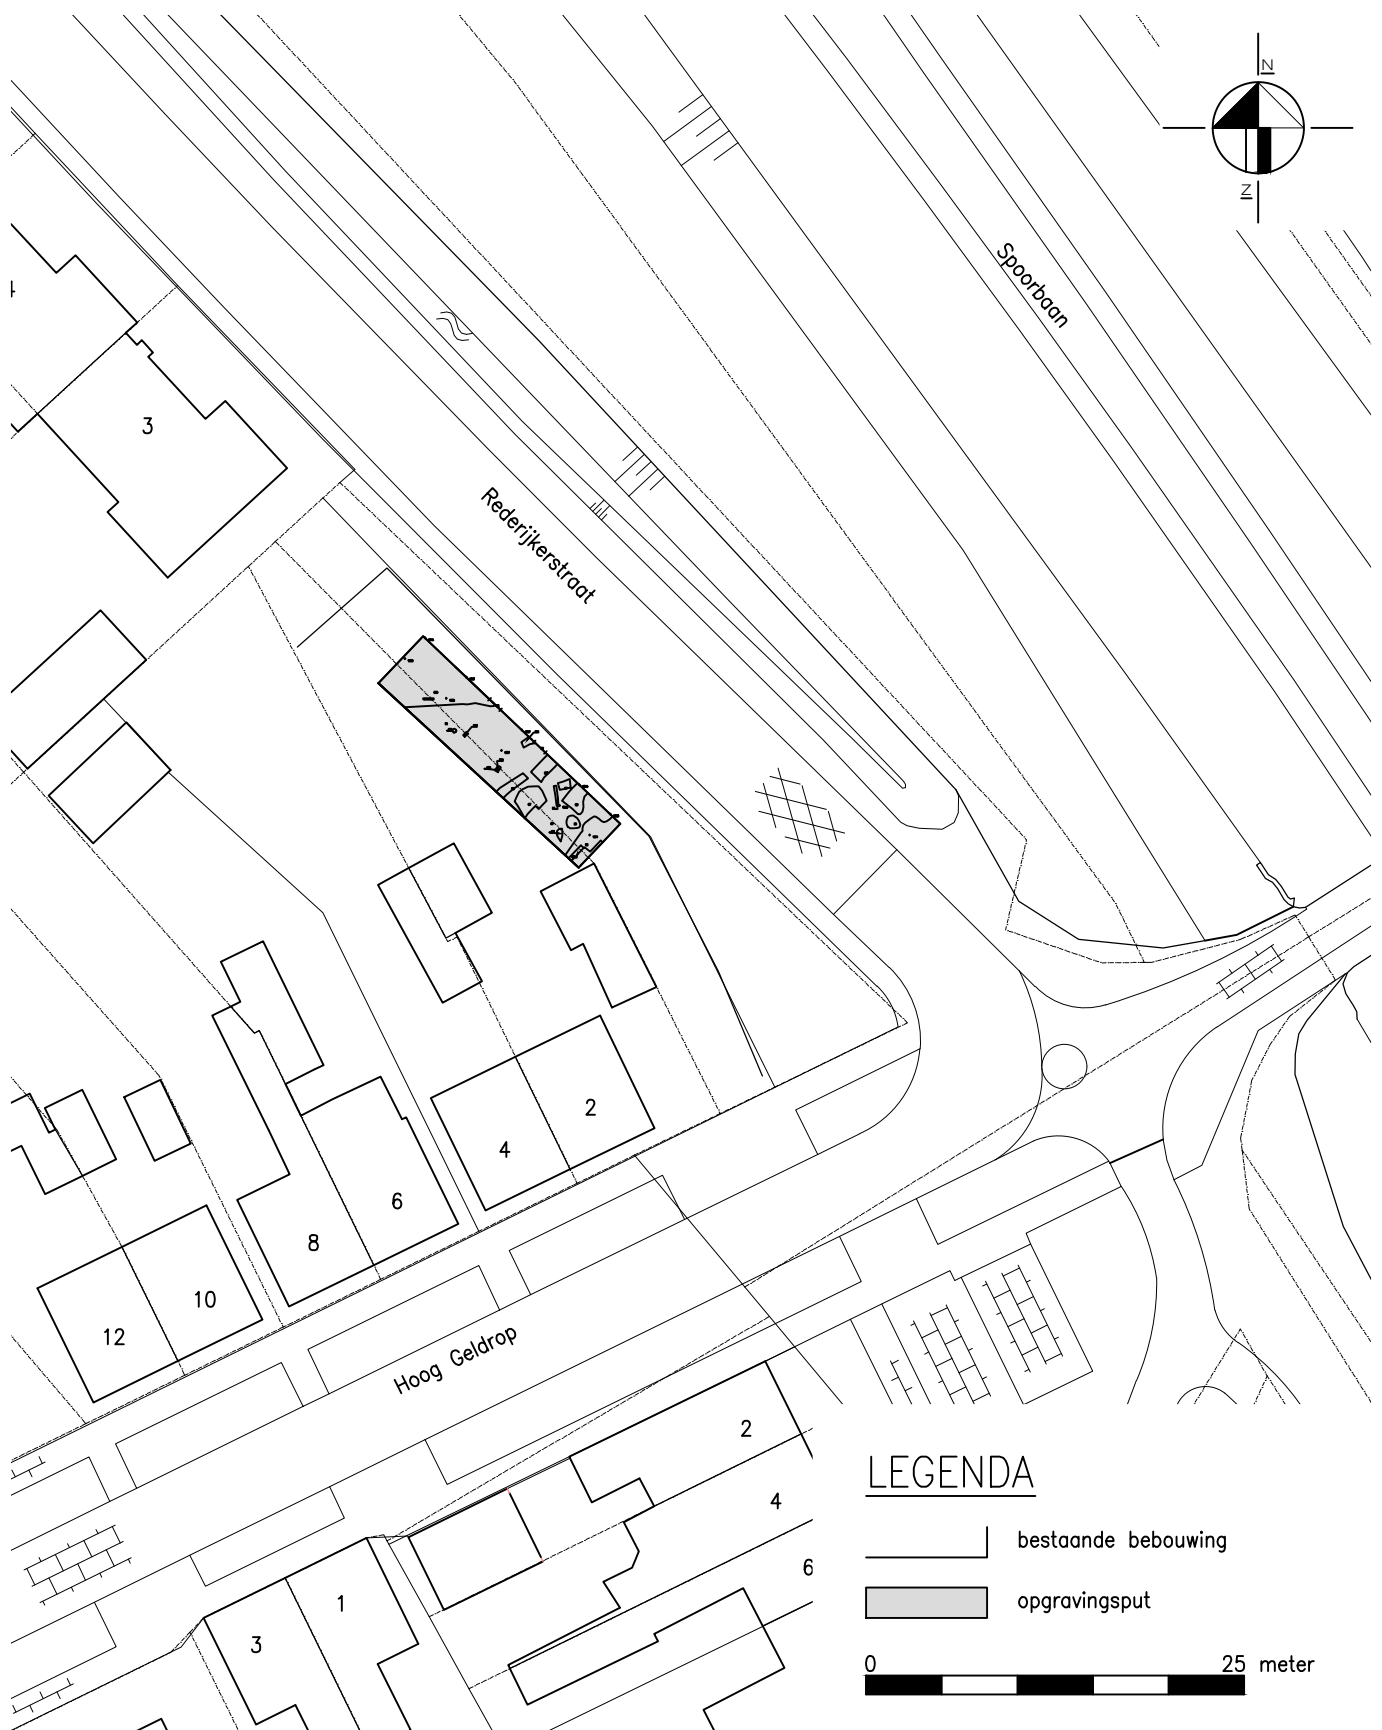 N
Z
Spoorbaan
3
Rederijkerstraat
2
4
6
8
10
12
Hoog Geldrop
2
4
6
1
3
LEGENDA
bestaande bebouwing
opgravingsput
0 25 meter